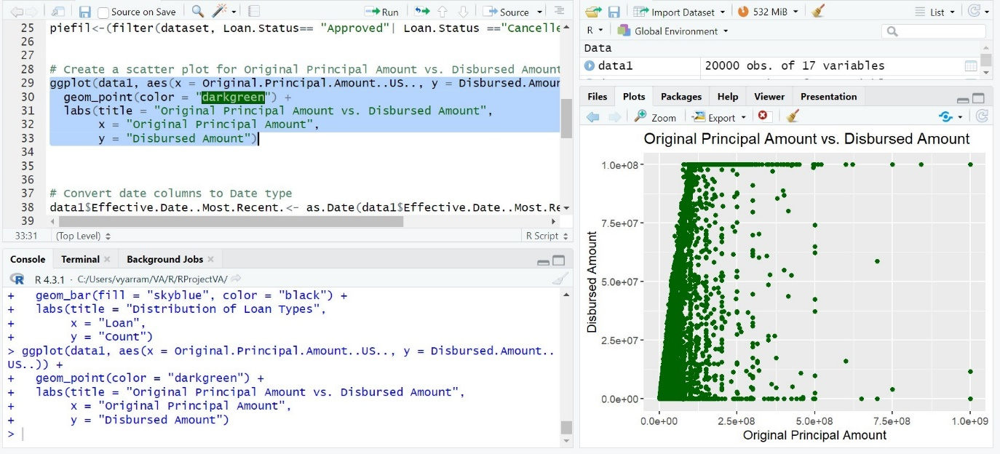 Source on Save Run Source
25 piefil<-(filter(dataset, Loan.Status== "Approved"| Loan.Status =="Cancelle
26
27
28 # Create a scatter plot for Original Principal Amount vs. Disbursed Amount
29 ggplot(data1, aes(x = Original.Principal.Amount..US.., y = Disbursed.Amour
30 geom_point(color = "darkgreen") +
31 labs(title = "Original Principal Amount vs. Disbursed Amount",
32 x = "Original Principal Amount",
33 y = "Disbursed Amount")
34
35
36
37 # Convert date columns to Date type
38 data1$Effective.Date..Most.Recent.<- as.Date(data1$Effective.Date..Most.Re
39
33:31 (Top Level) R Script
Console Terminal Background Jobs
R R 4.3.1 · C:/Users/vyarram/VA/R/RProjectVA/
+ geom_bar(fill = "skyblue", color = "black") +
+ labs(title = "Distribution of Loan Types",
+ x = "Loan",
+ y = "Count")
> ggplot(data1, aes(x = Original.Principal.Amount..US.., y = Disbursed.Amount..
US..)) +
+ geom_point(color = "darkgreen") +
+ labs(title = "Original Principal Amount vs. Disbursed Amount",
+ x = "Original Principal Amount",
+ y = "Disbursed Amount")
>
Import Dataset 532 MiB List
R Global Environment
Data
data1 20000 obs. of 17 variables
Files Plots Packages Help Viewer Presentation
Zoom Export
Original Principal Amount vs. Disbursed Amount
Disbursed Amount
1.0e+08
7.5e+07
5.0e+07
2.5e+07
0.0e+00
0.0e+00 2.5e+08 5.0e+08 7.5e+08 1.0e+09
Original Principal Amount